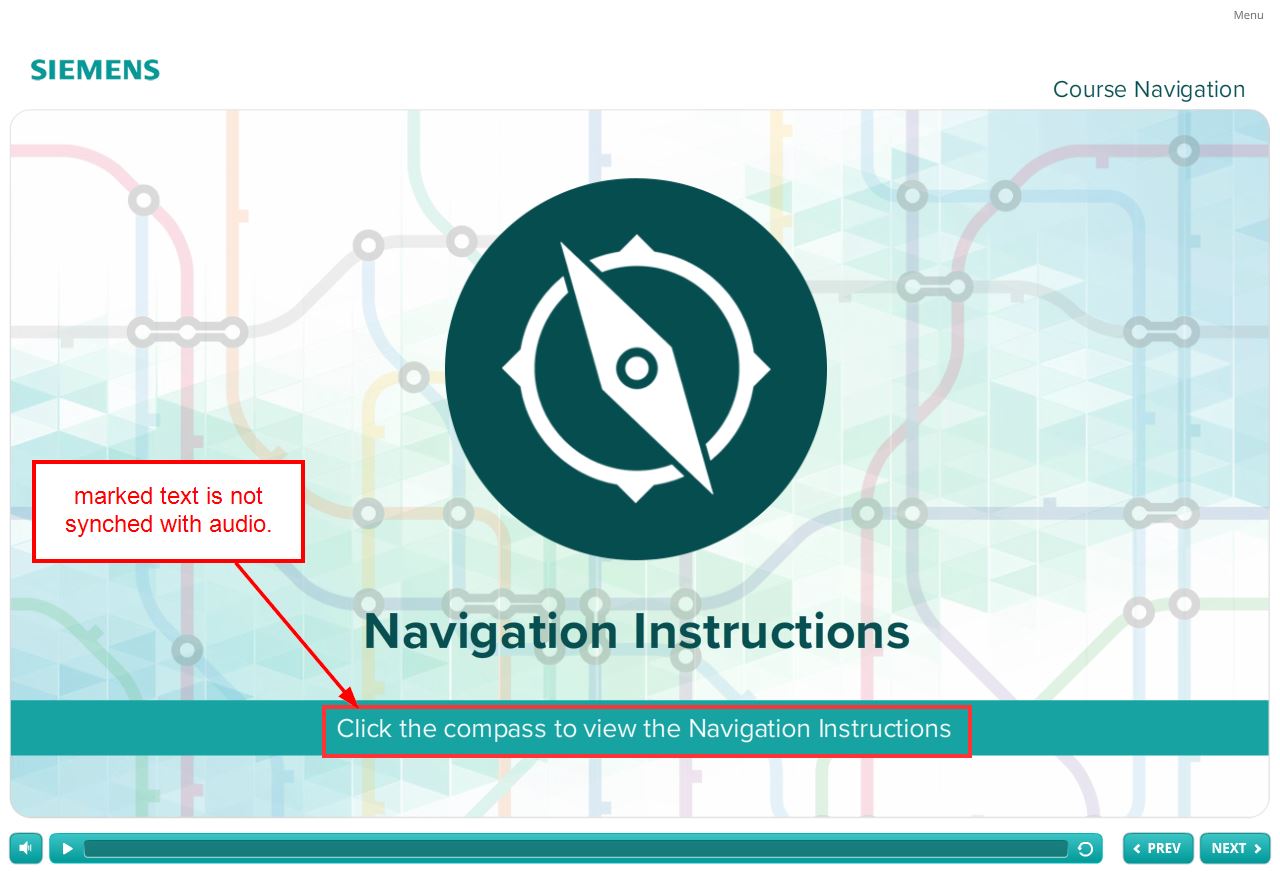 Menu
SIEMENS
Course Navigation
marked text is not
synched with audio.
Navigation Instructions
Click the compass to view the Navigation Instructions
PREV
NEXT